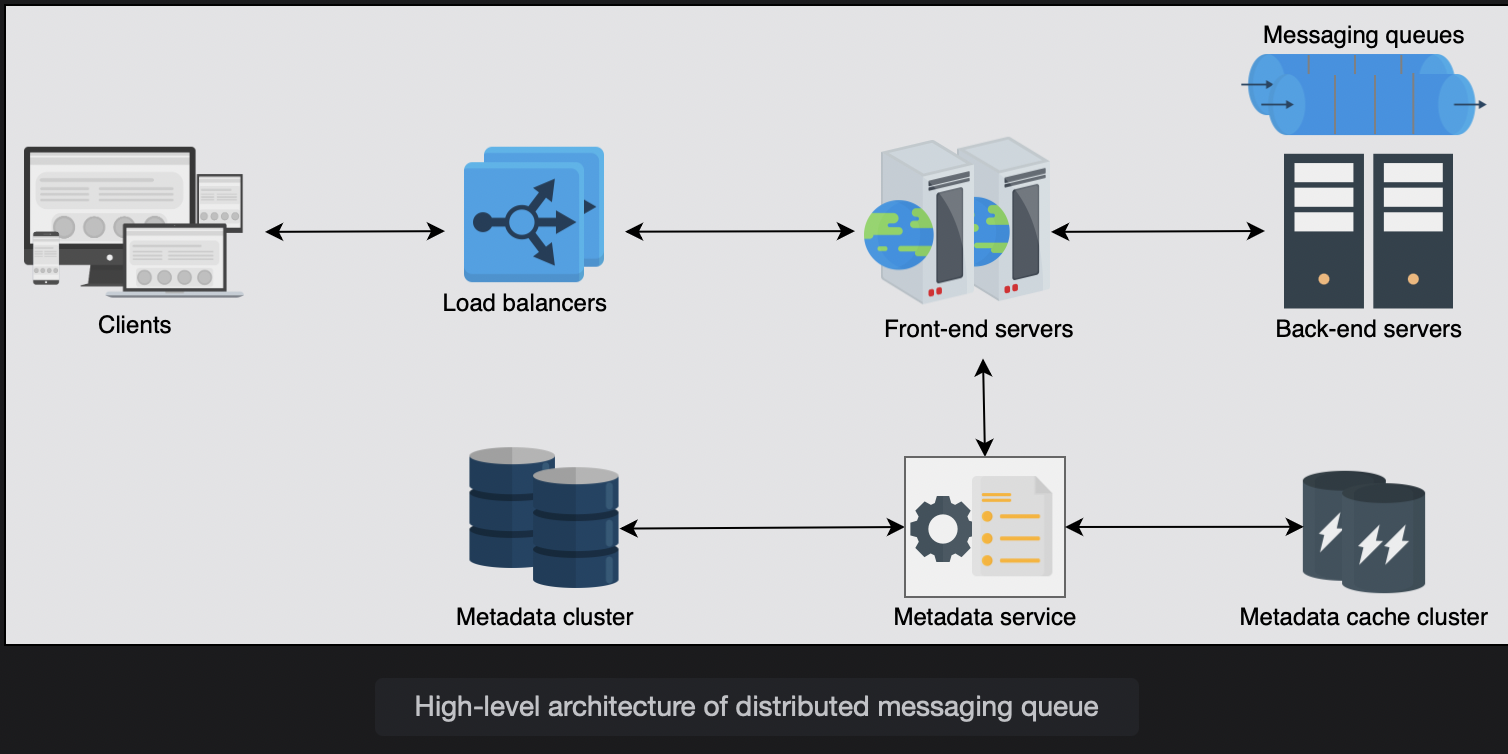 Messaging queues
Clients
Load balancers
Front-end servers
Back-end servers
Metadata cluster
Metadata service
Metadata cache cluster
High-level architecture of distributed messaging queue